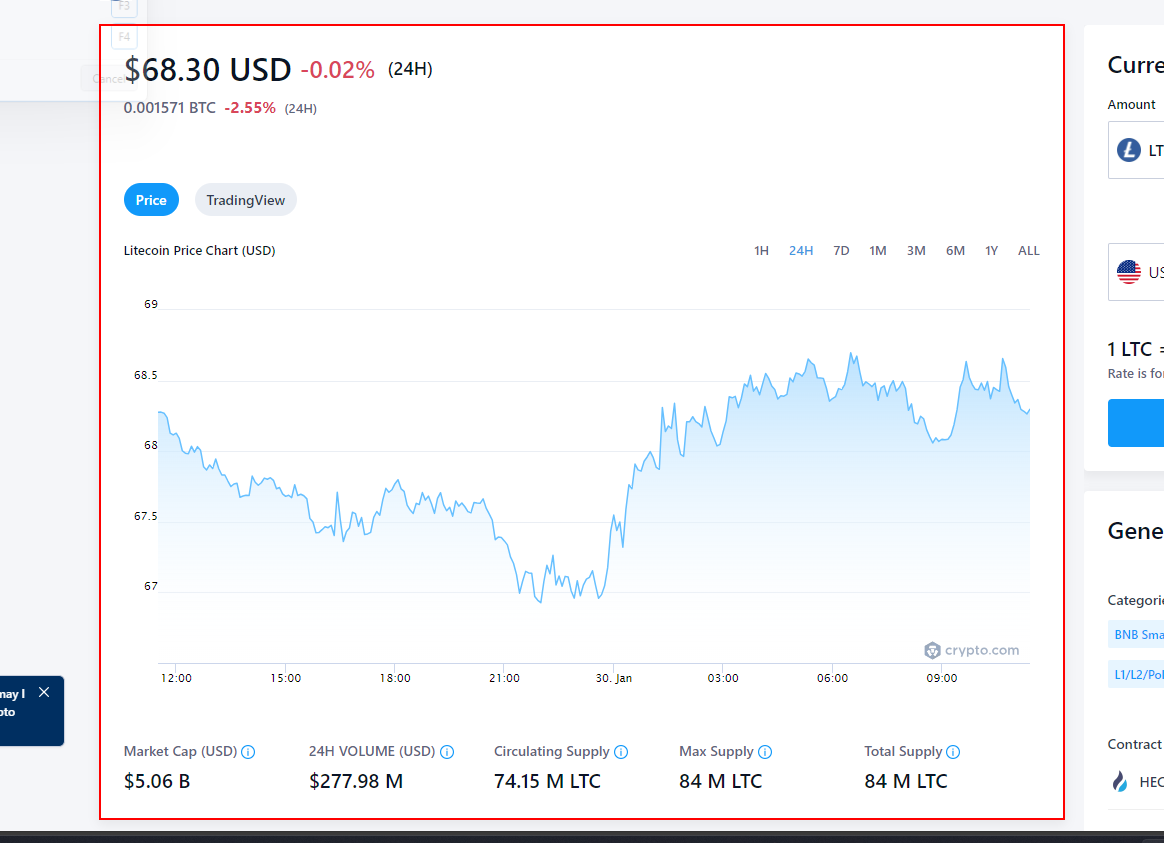 F3
F4
Cancel
$68.30 USD -0.02% (24H)
0.001571 BTC -2.55% (24H)
Price TradingView
Litecoin Price Chart (USD) 1H 24H 7D 1M 3M 6M 1Y ALL
69
68.5
68
67.5
67
crypto.com
12:00 15:00 18:00 21:00 30. Jan 03:00 06:00 09:00
Market Cap (USD) 24H VOLUME (USD) Circulating Supply Max Supply Total Supply
$5.06 B $277.98 M 74.15 M LTC 84 M LTC 84 M LTC
may I
pto
Curre
Amount
LT
US
1 LTC =
Rate is for
Gene
Categorie
BNB Sma
L1/L2/Pol
Contract
HEC